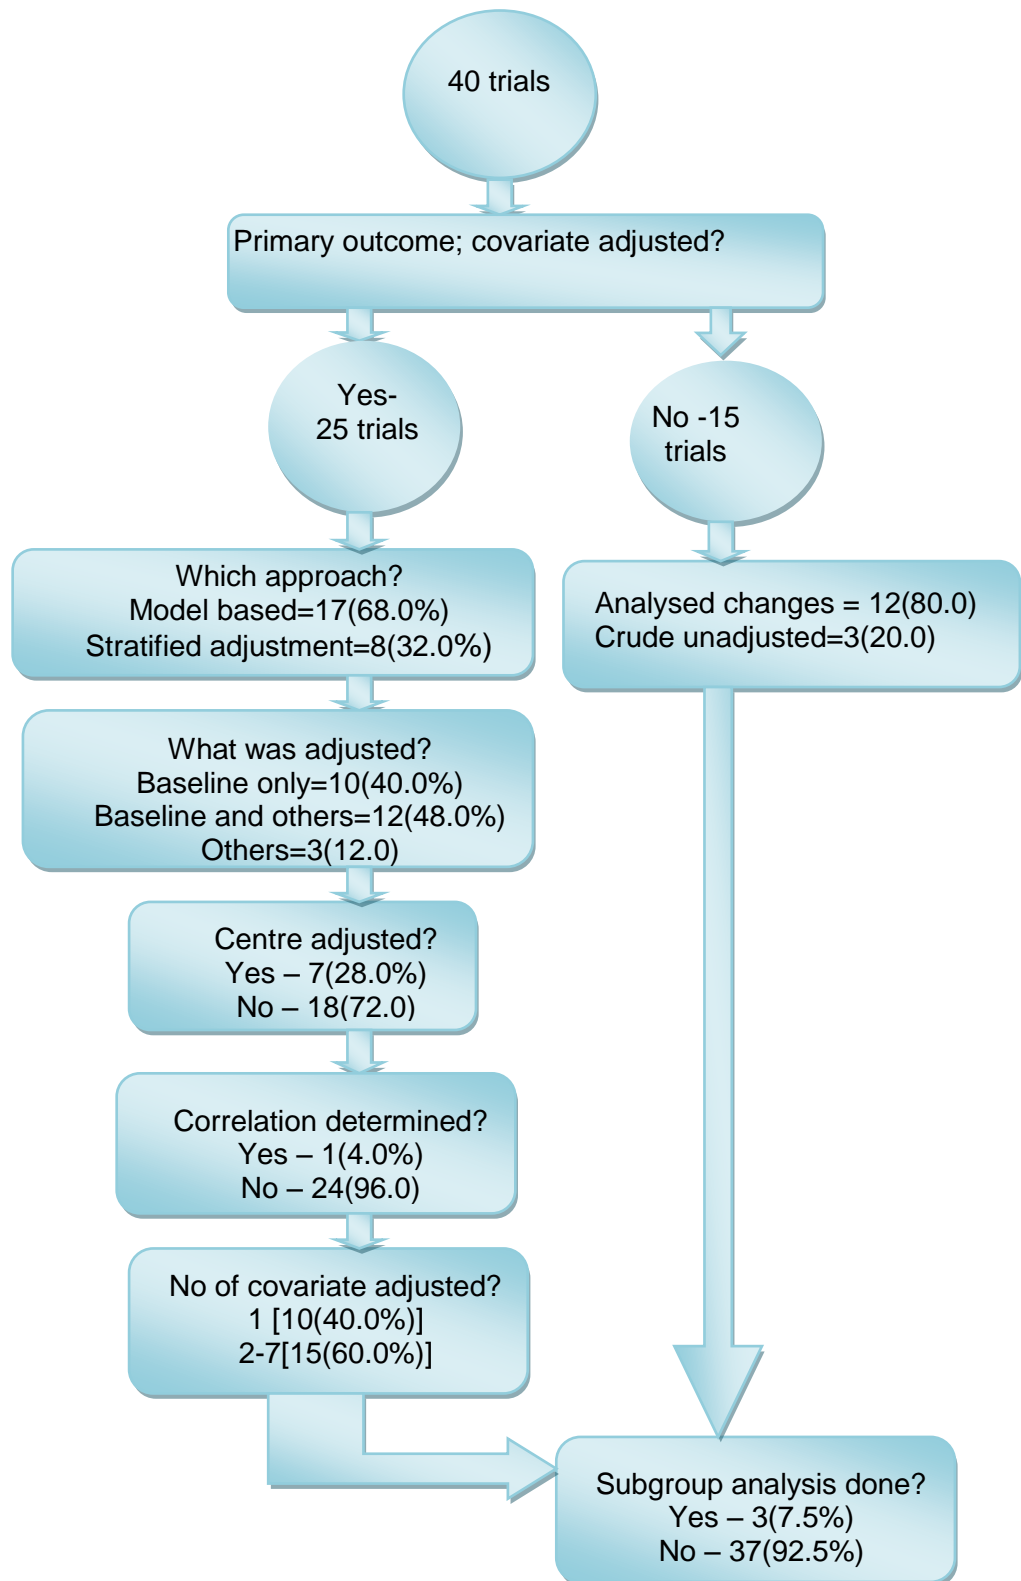 40 trials
Primary outcome; covariate adjusted?
Yes-
25 trials
No -15
trials
Which approach?
Model based=17(68.0%)
Stratified adjustment=8(32.0%)
Analysed changes = 12(80.0)
Crude unadjusted=3(20.0)
What was adjusted?
Baseline only=10(40.0%)
Baseline and others=12(48.0%)
Others=3(12.0)
Centre adjusted?
Yes – 7(28.0%)
No – 18(72.0)
Correlation determined?
Yes – 1(4.0%)
No – 24(96.0)
No of covariate adjusted?
1 [10(40.0%)]
2-7[15(60.0%)]
Subgroup analysis done?
Yes – 3(7.5%)
No – 37(92.5%)